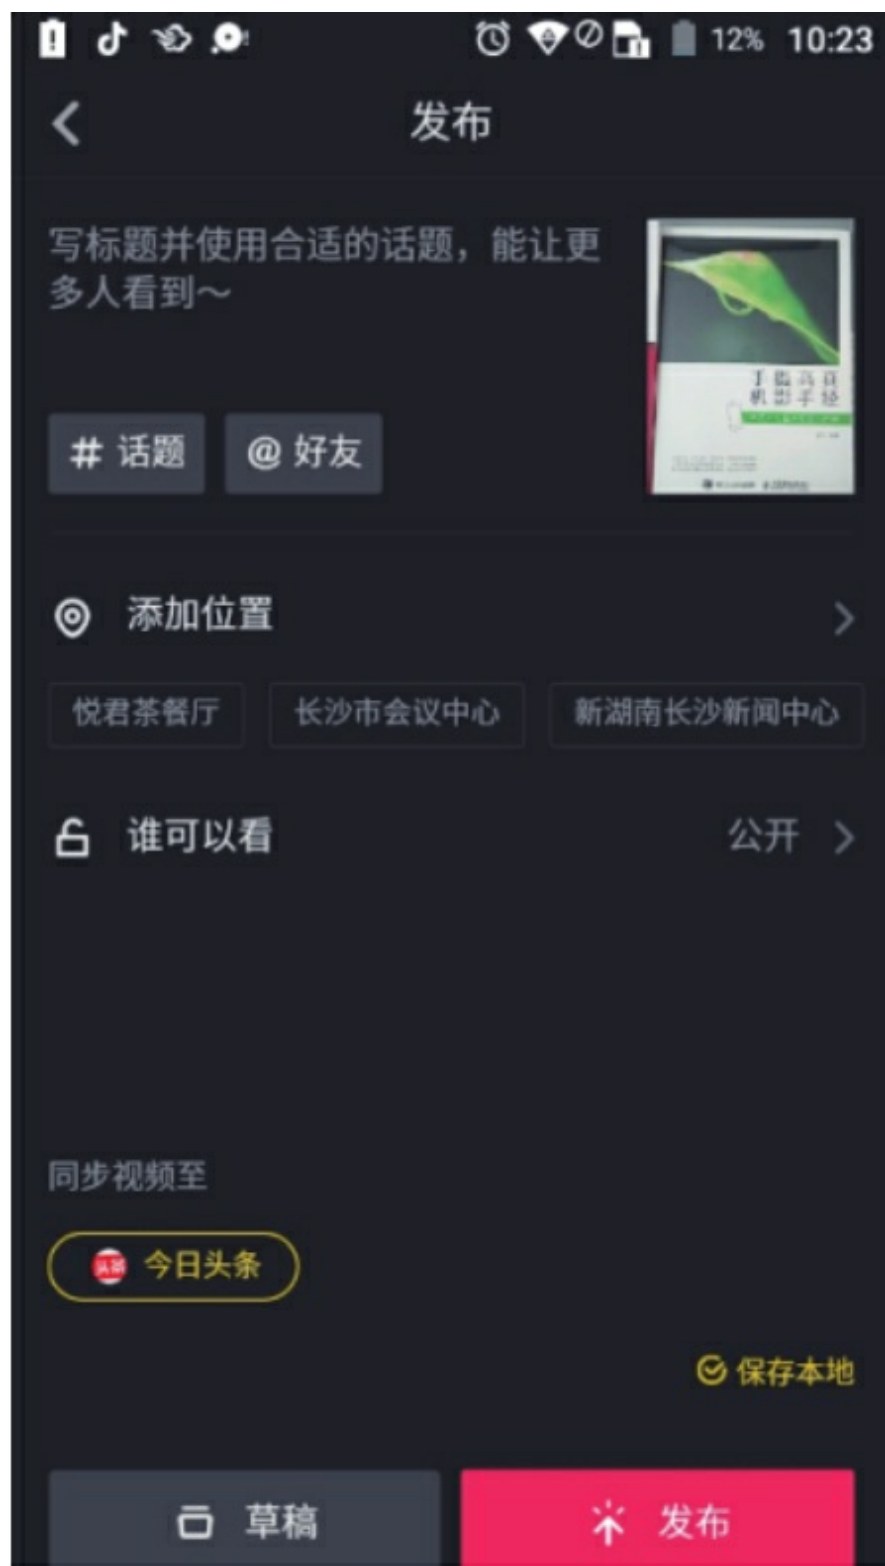 12% 10:23
发布
写标题并使用合适的话题，能让更
多人看到～
# 话题 @ 好友
添加位置
悦君茶餐厅 长沙市会议中心 新湖南长沙新闻中心
谁可以看 公开
同步视频至
头条 今日头条
保存本地
草稿 发布